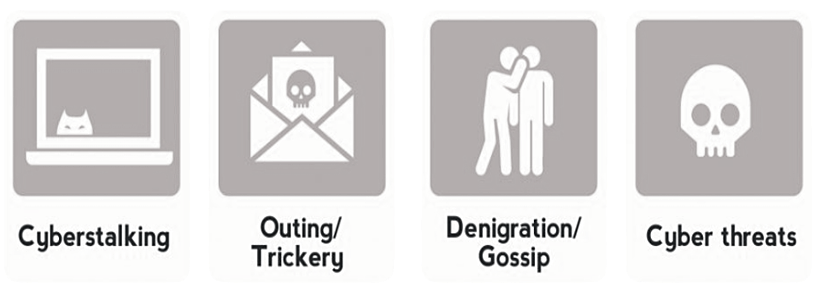 Cyberstalking
Outing/
Trickery
Denigration/
Gossip
Cyber threats